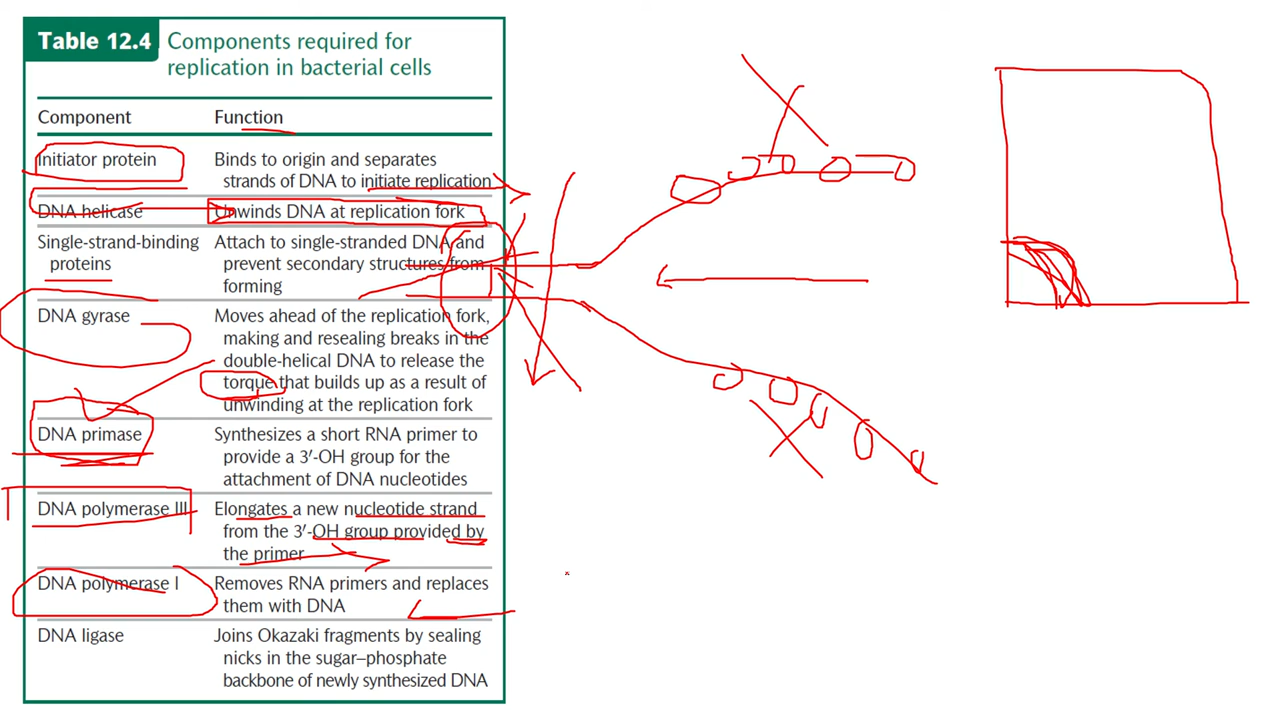 Table 12.4 Components required for
replication in bacterial cells
Component Function
Initiator protein Binds to origin and separates
strands of DNA to initiate replication
DNA helicase Unwinds DNA at replication fork
Single-strand-binding Attach to single-stranded DNA and
proteins prevent secondary structures from
forming
DNA gyrase Moves ahead of the replication fork,
making and resealing breaks in the
double-helical DNA to release the
torque that builds up as a result of
unwinding at the replication fork
DNA primase Synthesizes a short RNA primer to
provide a 3′-OH group for the
attachment of DNA nucleotides
DNA polymerase III Elongates a new nucleotide strand
from the 3′-OH group provided by
the primer
DNA polymerase I Removes RNA primers and replaces
them with DNA
DNA ligase Joins Okazaki fragments by sealing
nicks in the sugar–phosphate
backbone of newly synthesized DNA